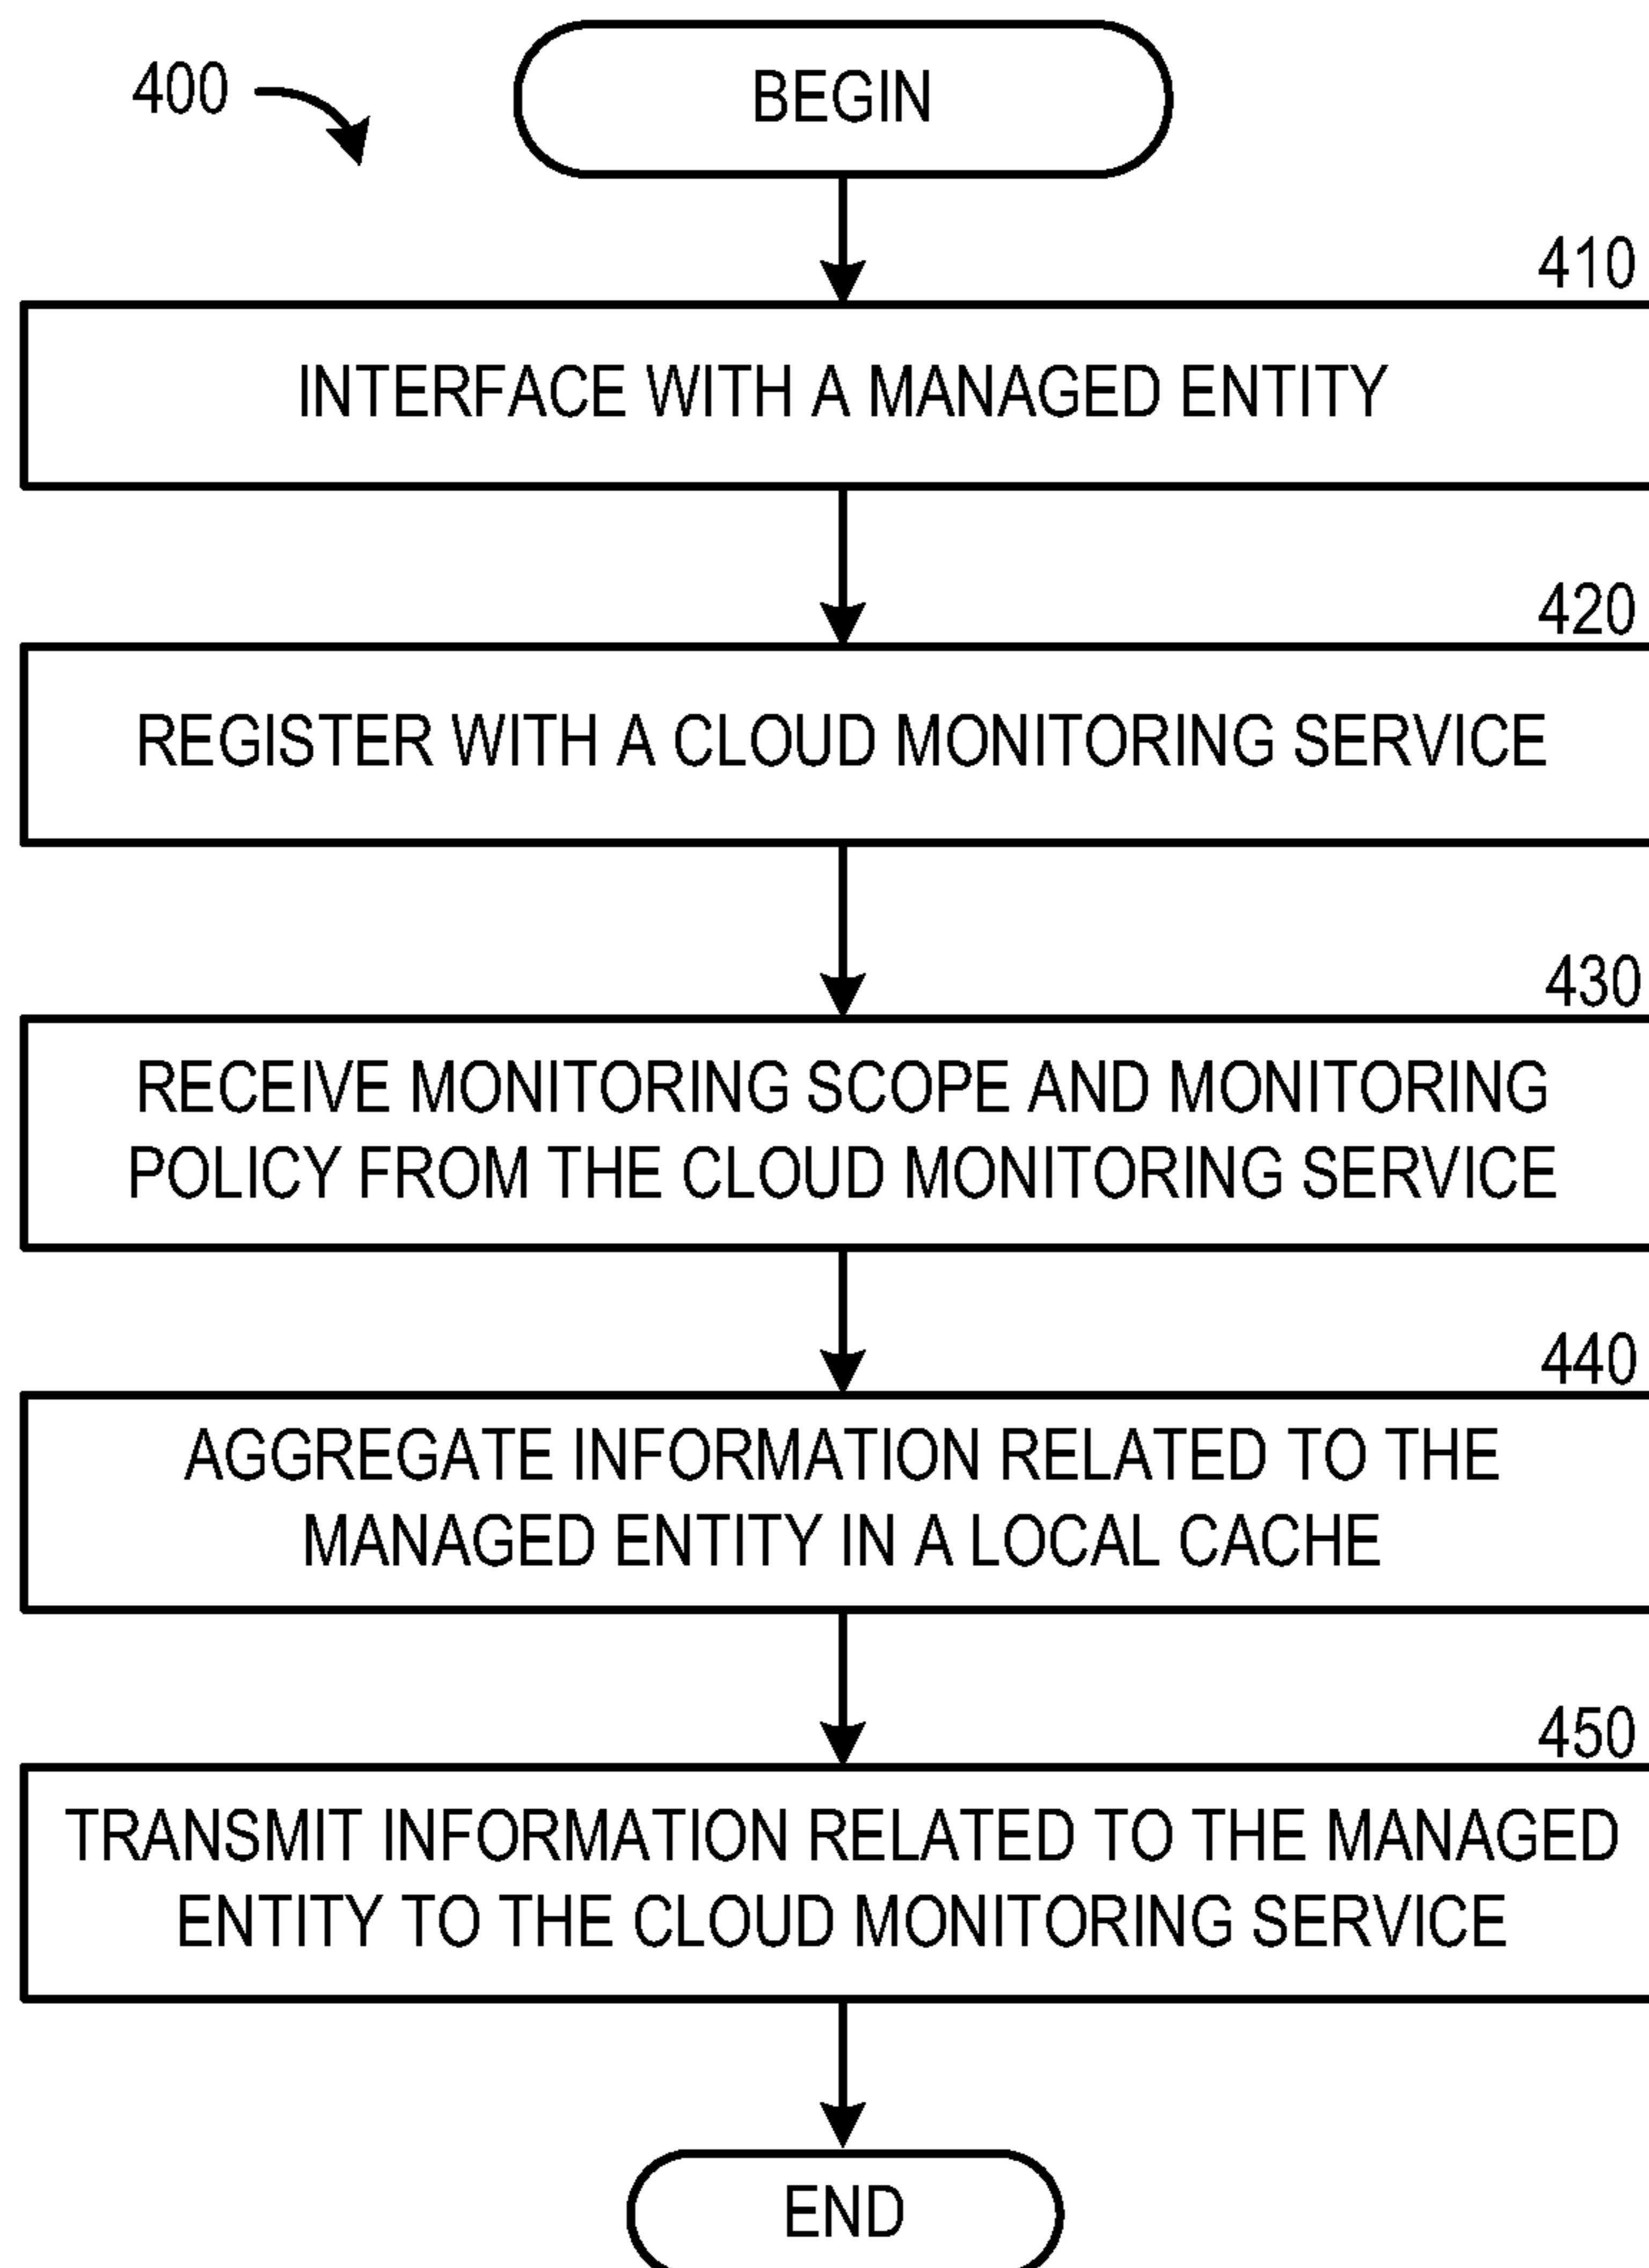 400
BEGIN
410
INTERFACE WITH A MANAGED ENTITY
420
REGISTER WITH A CLOUD MONITORING SERVICE
430
RECEIVE MONITORING SCOPE AND MONITORING
POLICY FROM THE CLOUD MONITORING SERVICE
440
AGGREGATE INFORMATION RELATED TO THE
MANAGED ENTITY IN A LOCAL CACHE
450
TRANSMIT INFORMATION RELATED TO THE MANAGED
ENTITY TO THE CLOUD MONITORING SERVICE
END